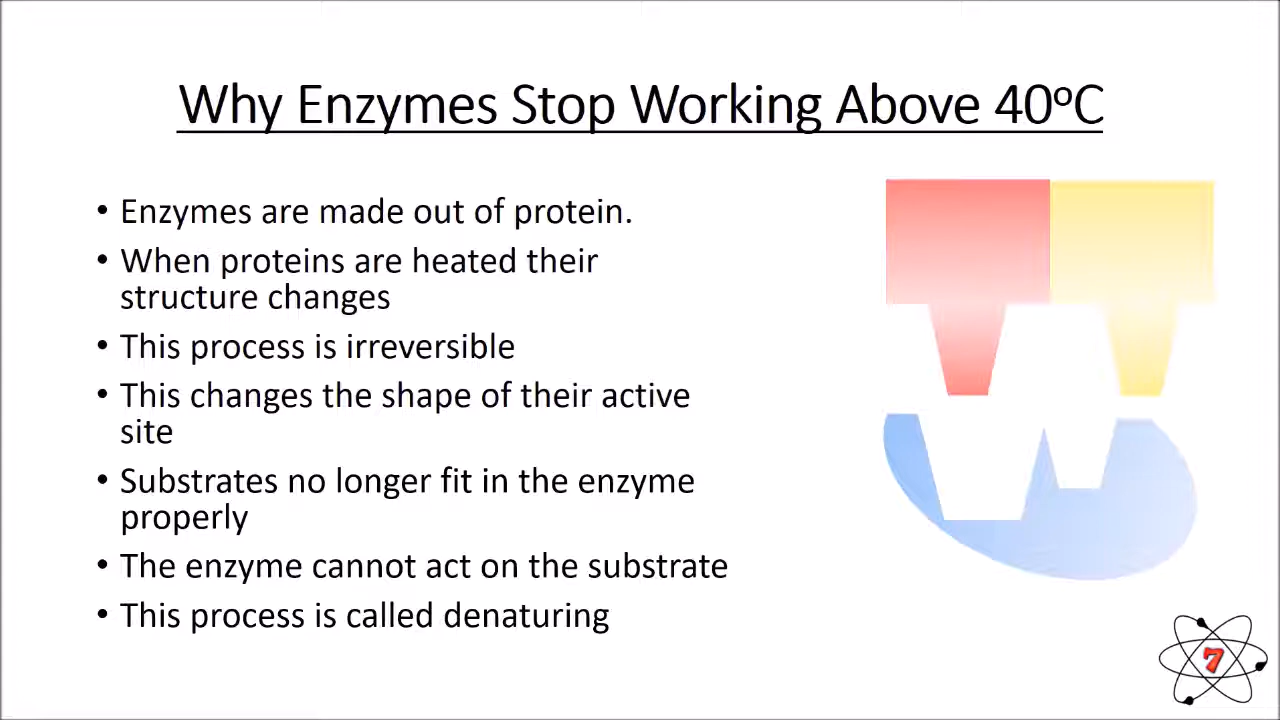 Why Enzymes Stop Working Above 40ºC
• Enzymes are made out of protein.
• When proteins are heated their
structure changes
• This process is irreversible
• This changes the shape of their active
site
• Substrates no longer fit in the enzyme
properly
• The enzyme cannot act on the substrate
• This process is called denaturing
7